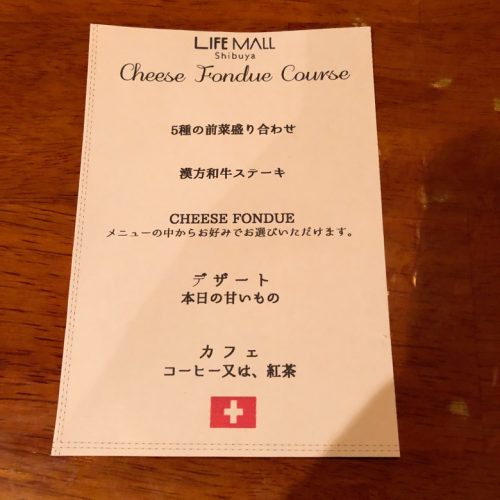 LIFE MALL
Shibuya
Cheese Fondue Course
5種の前菜盛り合わせ
漢方和牛ステーキ
CHEESE FONDUE
メニューの中からお好みでお選びいただけます。
デザート
本日の甘いもの
カフェ
コーヒー又は、紅茶